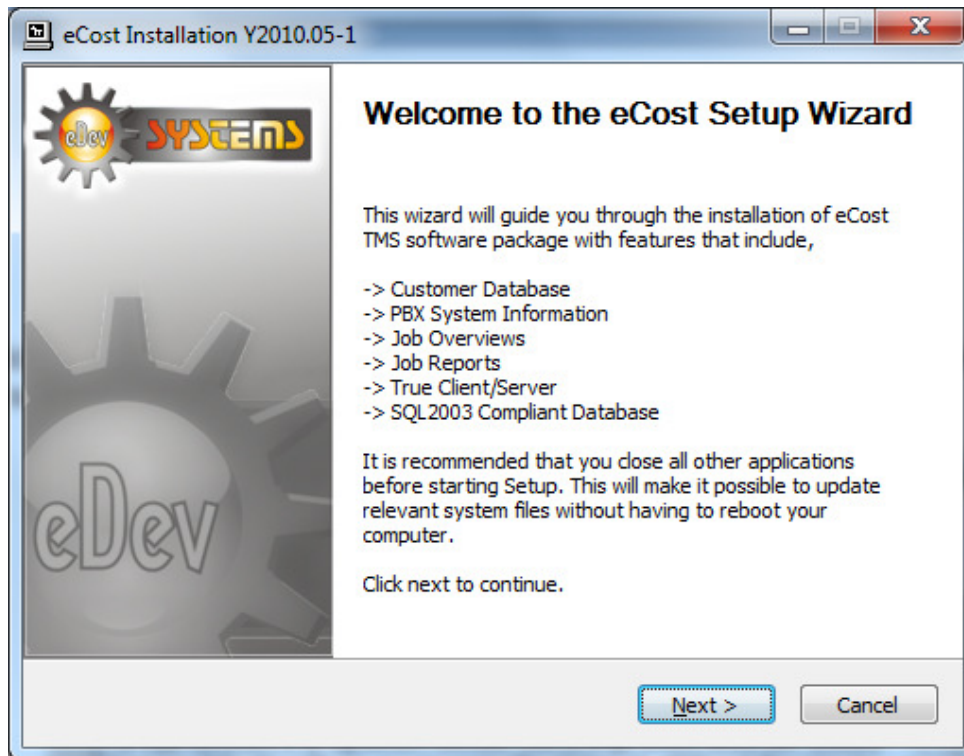 eCost Installation Y2010.05-1
eDev SYSTEMS
Welcome to the eCost Setup Wizard
This wizard will guide you through the installation of eCost
TMS software package with features that include,
-> Customer Database
-> PBX System Information
-> Job Overviews
-> Job Reports
-> True Client/Server
-> SQL2003 Compliant Database
It is recommended that you close all other applications
before starting Setup. This will make it possible to update
relevant system files without having to reboot your
computer.
Click next to continue.
eDev
Next >
Cancel